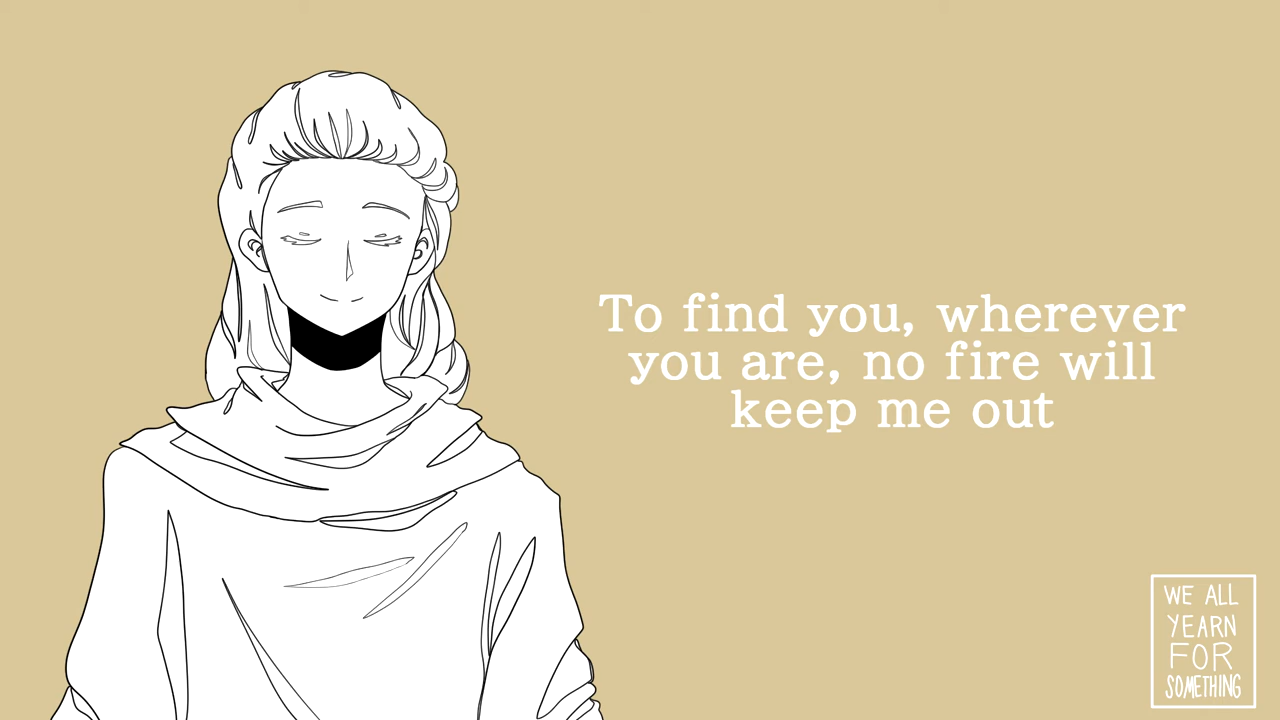 To find you, wherever
you are, no fire will
keep me out
WE ALL
YEARN
FOR
SOMETHING